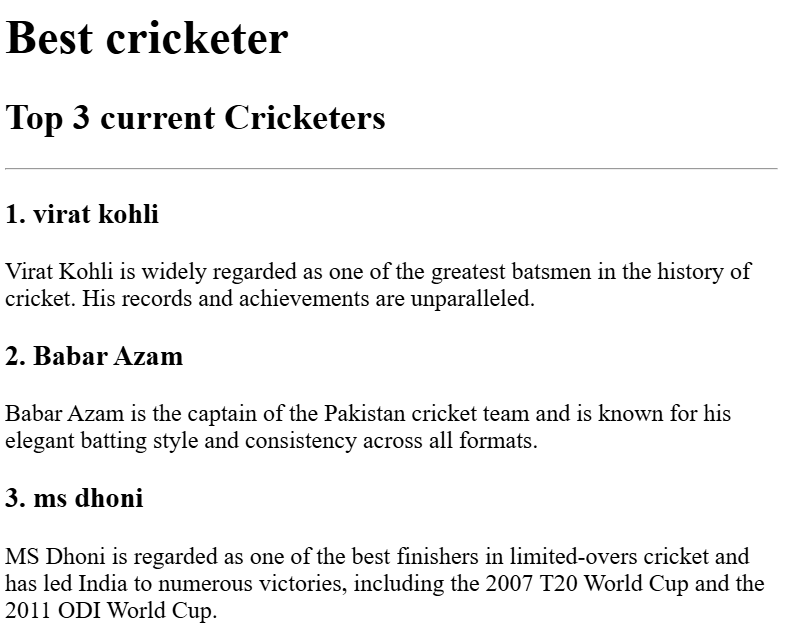 Best cricketer
Top 3 current Cricketers
1. virat kohli
Virat Kohli is widely regarded as one of the greatest batsmen in the history of
cricket. His records and achievements are unparalleled.
2. Babar Azam
Babar Azam is the captain of the Pakistan cricket team and is known for his
elegant batting style and consistency across all formats.
3. ms dhoni
MS Dhoni is regarded as one of the best finishers in limited-overs cricket and
has led India to numerous victories, including the 2007 T20 World Cup and the
2011 ODI World Cup.